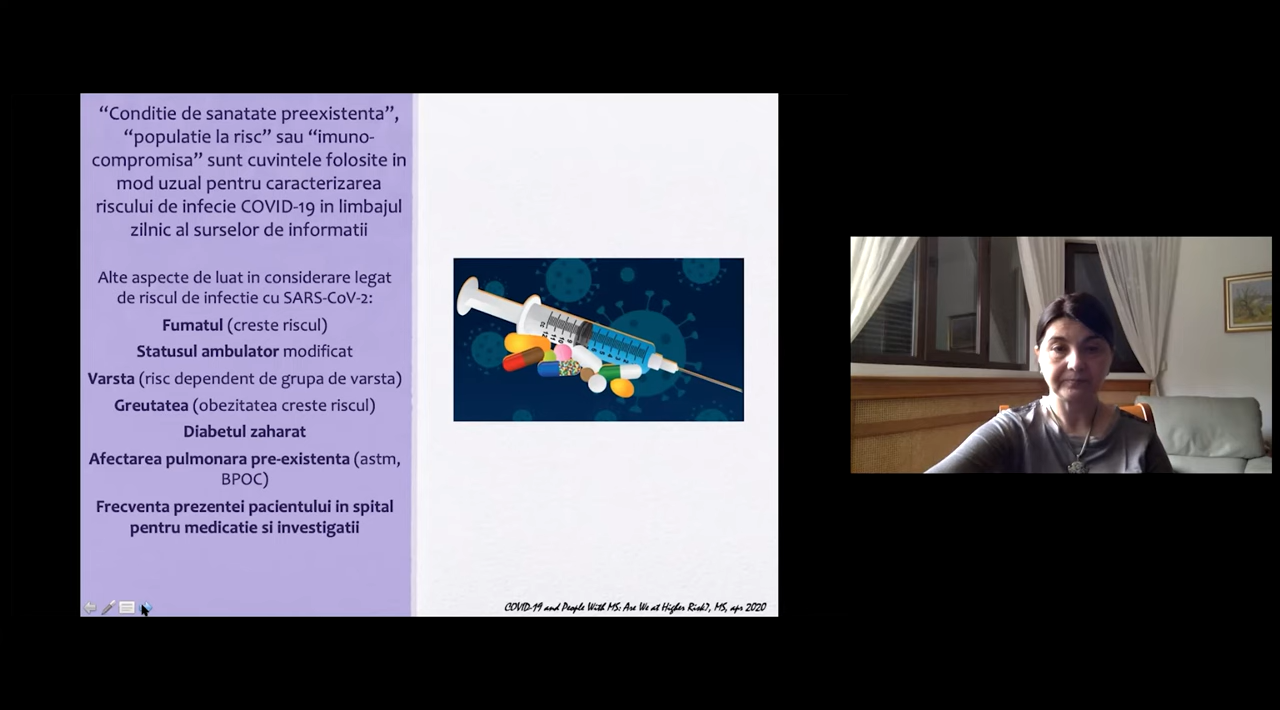 “Conditie de sanatate preexistenta”,
“populatie la risc” sau “imuno-
compromisa” sunt cuvintele folosite in
mod uzual pentru caracterizarea
riscului de infecie COVID-19 in limbajul
zilnic al surselor de informatii
Alte aspecte de luat in considerare legat
de riscul de infectie cu SARS-CoV-2:
Fumatul (creste riscul)
Statusul ambulator modificat
Varsta (risc dependent de grupa de varsta)
Greutatea (obezitatea creste riscul)
Diabetul zaharat
Afectarea pulmonara pre-existenta (astm,
BPOC)
Frecventa prezentei pacientului in spital
pentru medicatie si investigatii
COVID-19 and People With MS: Are We at Higher Risk?, MS, apr 2020